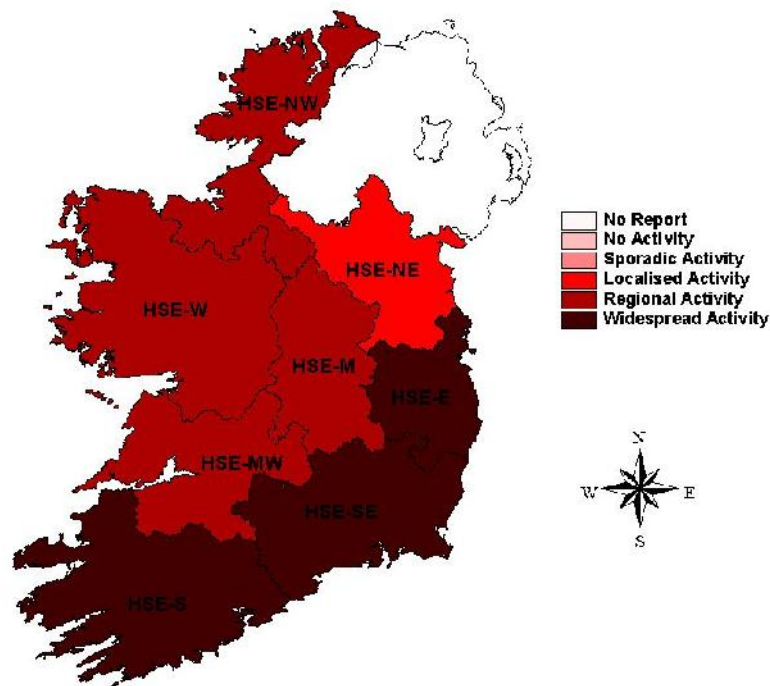 HSE-NW
HSE-NE
HSE-W
HSE-M
HSE-E
HSE-MW
HSE-SE
HSE-S
No Report
No Activity
Sporadic Activity
Localised Activity
Regional Activity
Widespread Activity
N
W E
S